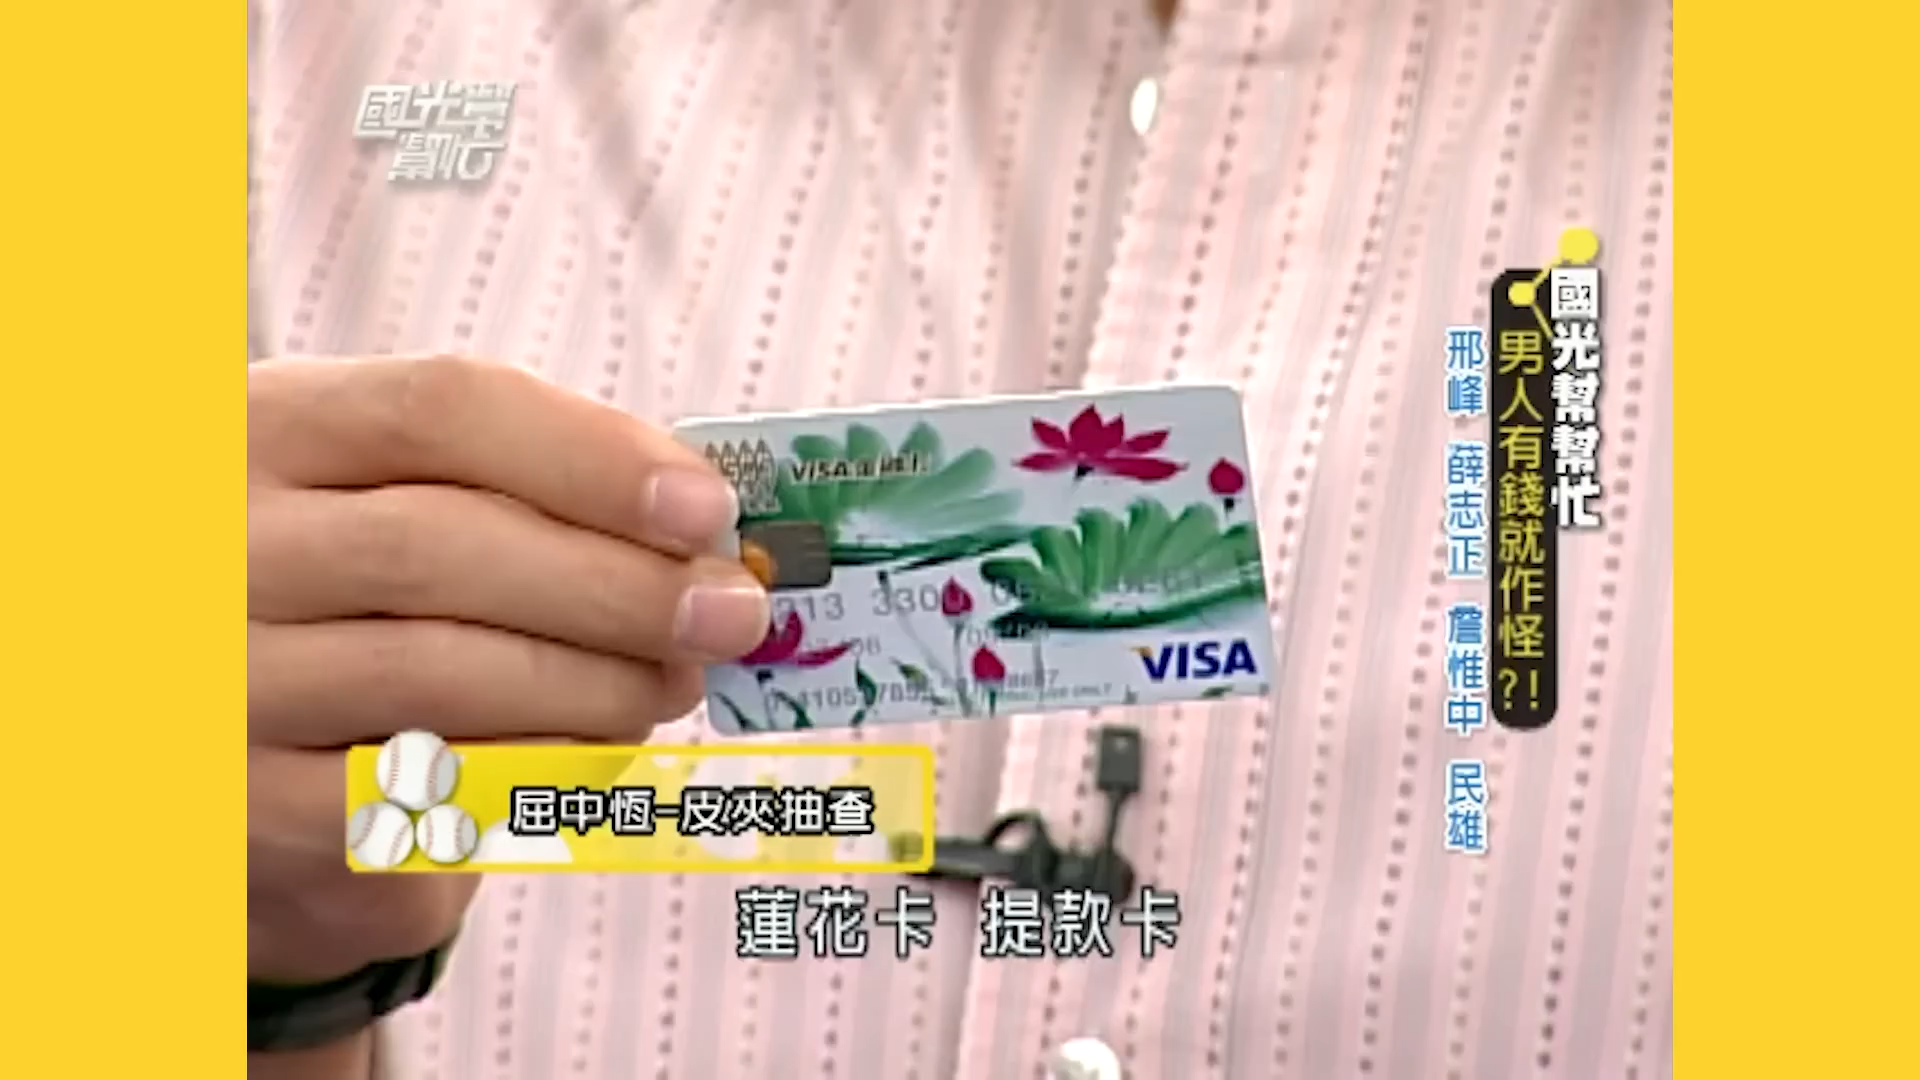 國光幫幫忙
國光幫幫忙
男人有錢就作怪?!
邢峰 薛志正 詹惟中 民雄
VISA
VISA
屈中恆-皮夾抽查
蓮花卡 提款卡